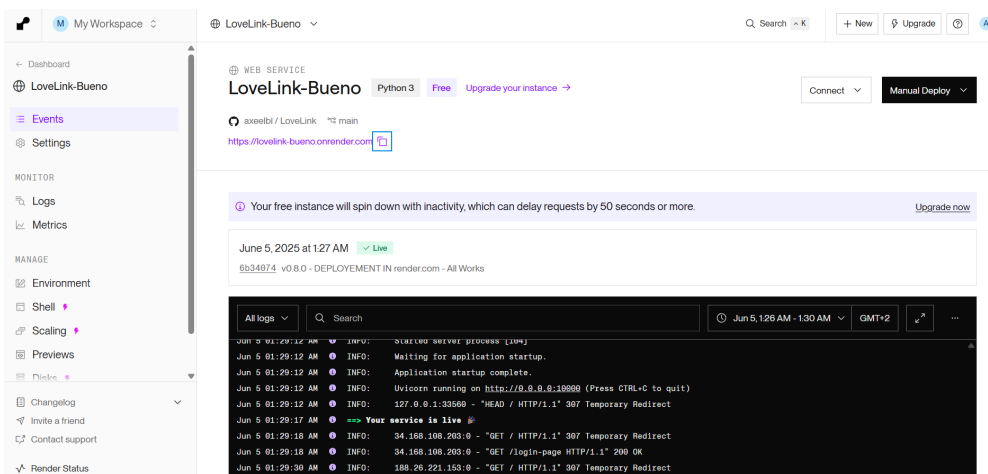 M My Workspace
LoveLink-Bueno
Search ^ K
+ New
Upgrade
A
← Dashboard
LoveLink-Bueno
Events
Settings
MONITOR
Logs
Metrics
MANAGE
Environment
Shell
Scaling
Previews
Disks
Changelog
Invite a friend
Contact support
Render Status
WEB SERVICE
LoveLink-Bueno Python 3 Free Upgrade your instance →
Connect
Manual Deploy
axeelbl / LoveLink main
https://lovelink-bueno.onrender.com
Your free instance will spin down with inactivity, which can delay requests by 50 seconds or more.
Upgrade now
June 5, 2025 at 1:27 AM ✓ Live
6b34074 v0.8.0 - DEPLOYEMENT IN render.com - All Works
All logs
Search
Jun 5, 1:26 AM - 1:30 AM GMT+2 ...
Jun 5 01:29:12 AM INFO: Started server process [104]
Jun 5 01:29:12 AM INFO: Waiting for application startup.
Jun 5 01:29:12 AM INFO: Application startup complete.
Jun 5 01:29:12 AM INFO: Uvicorn running on http://0.0.0.0:10000 (Press CTRL+C to quit)
Jun 5 01:29:12 AM INFO: 127.0.0.1:33560 - "HEAD / HTTP/1.1" 307 Temporary Redirect
Jun 5 01:29:17 AM ==> Your service is live 🎉
Jun 5 01:29:18 AM INFO: 34.168.108.203:0 - "GET / HTTP/1.1" 307 Temporary Redirect
Jun 5 01:29:18 AM INFO: 34.168.108.203:0 - "GET /login-page HTTP/1.1" 200 OK
Jun 5 01:29:30 AM INFO: 188.26.221.153:0 - "GET / HTTP/1.1" 307 Temporary Redirect